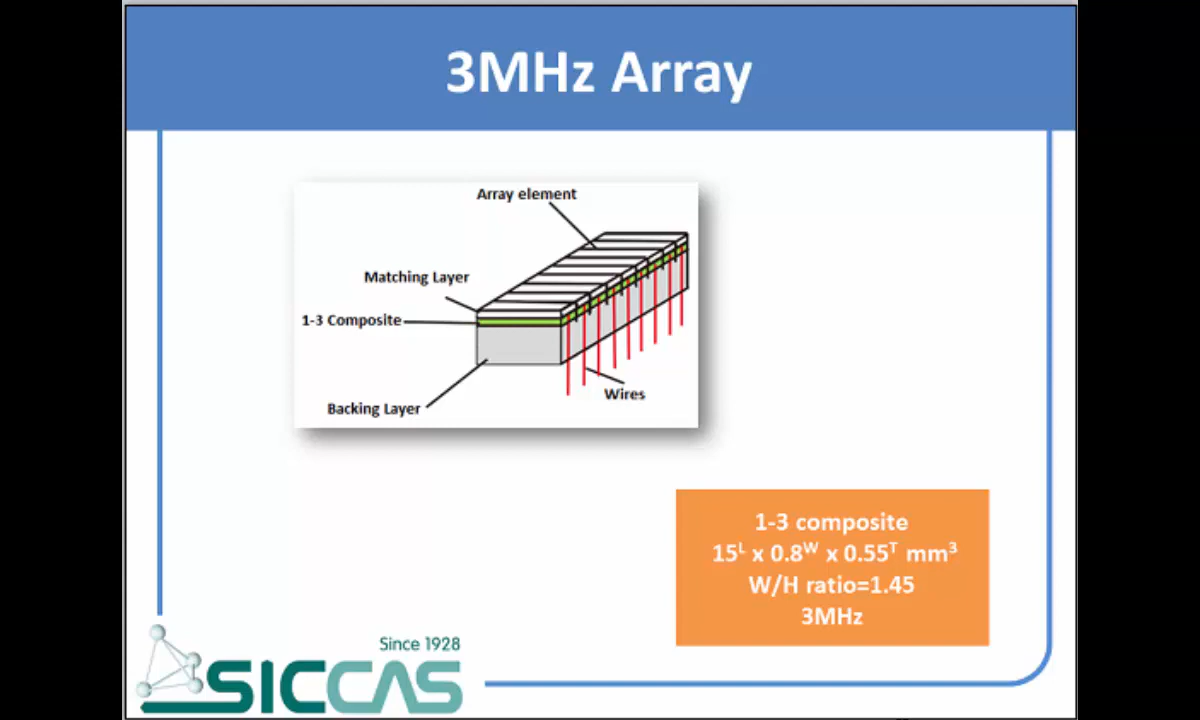 3MHz Array
Array element
Matching Layer
1-3 Composite
Wires
Backing Layer
1-3 composite
15ᴸ x 0.8ᵂ x 0.55ᵀ mm³
W/H ratio=1.45
3MHz
Since 1928
SICCAS